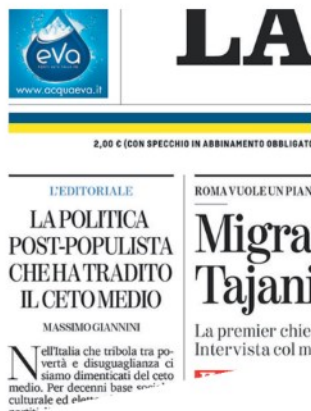 eva
www.acquaeva.it
LA
2,00 € (CON SPECCHIO IN ABBINAMENTO OBBLIGATO
L'EDITORIALE
LA POLITICA
POST-POPULISTA
CHE HA TRADITO
IL CETO MEDIO
MASSIMO GIANNINI
Nell'Italia che tribola tra po-
vertà e disuguaglianza ci
siamo dimenticati del ceto
medio. Per decenni base
culturale ed
ROMA VUOLE UN PIAN
Migra
Tajani
La premier chie
Intervista col m